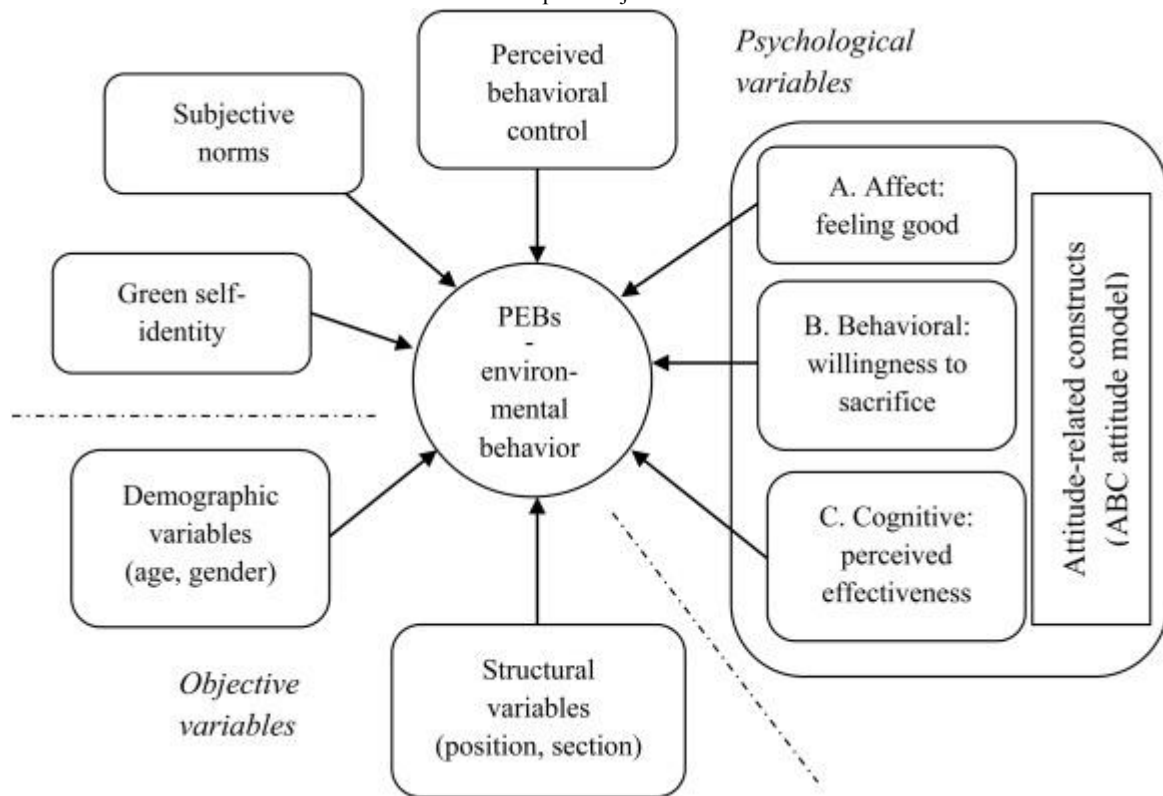 Perceived
behavioral
control
Psychological
variables
Subjective
norms
A. Affect:
feeling good
Green self-
identity
PEBs
-
environ-
mental
behavior
B. Behavioral:
willingness to
sacrifice
Attitude-related constructs
(ABC attitude model)
Demographic
variables
(age, gender)
C. Cognitive:
perceived
effectiveness
Objective
variables
Structural
variables
(position, section)